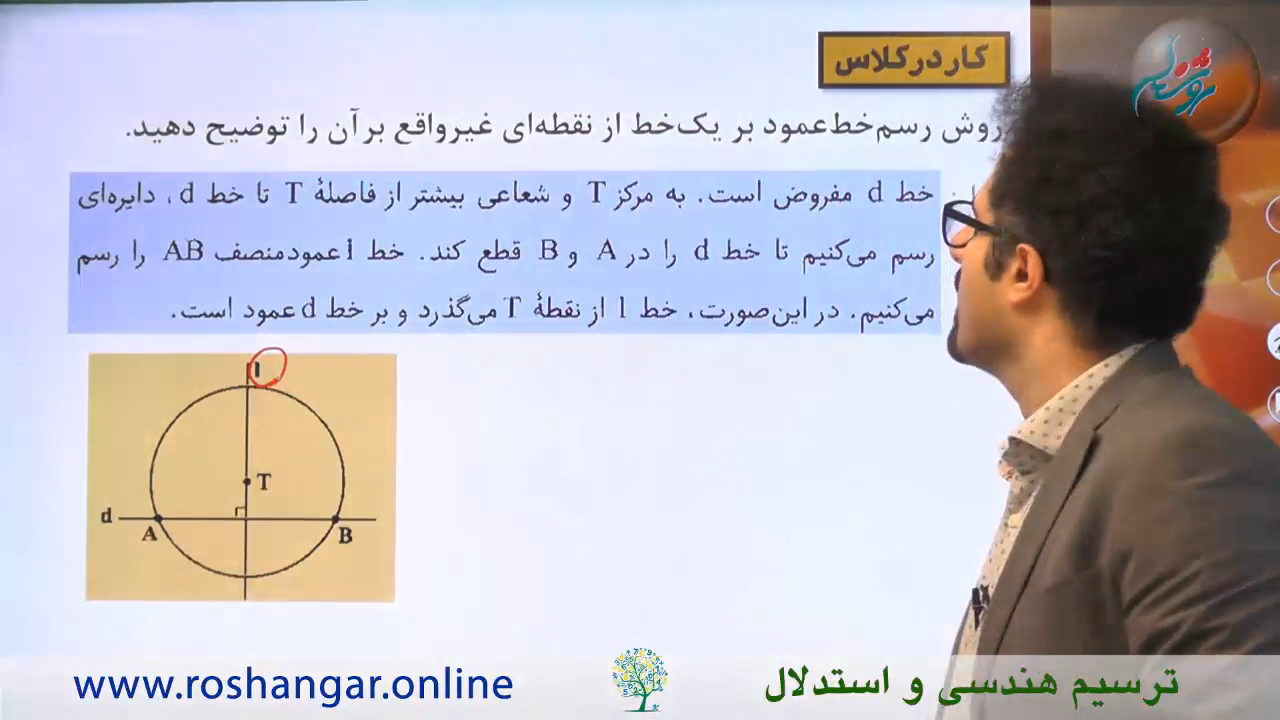 کار در کلاس
روش رسم خط عمود بر یک خط از نقطه‌ای غیرواقع بر آن را توضیح دهید.
خط d مفروض است. به مرکز T و شعاعی بیشتر از فاصلهٔ T تا خط d، دایره‌ای
رسم می‌کنیم تا خط d را در A و B قطع کند. خط l عمودمنصف AB را رسم
می‌کنیم. در این‌صورت، خط l از نقطهٔ T می‌گذرد و بر خط d عمود است.
l
T
d
A
B
www.roshangar.online
ترسیم هندسی و استدلال